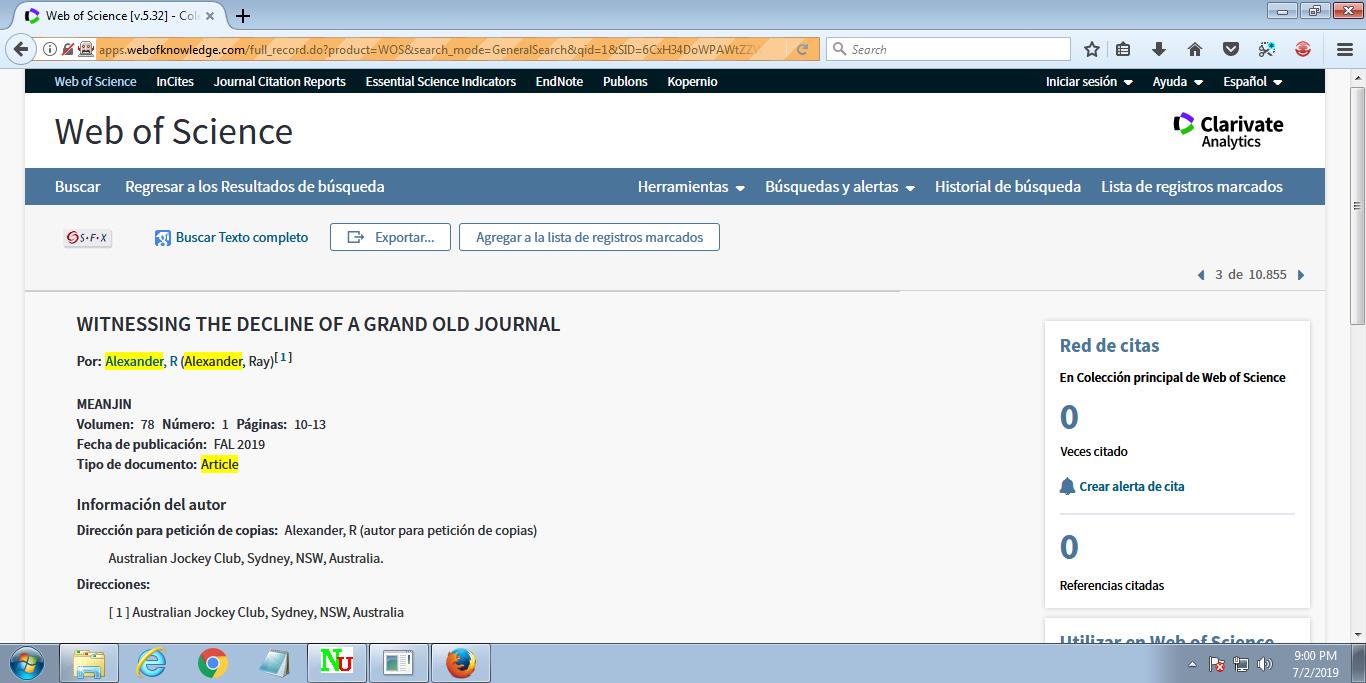 Web of Science [v.5.32] - Cole
apps.webofknowledge.com/full_record.do?product=WOS&search_mode=GeneralSearch&qid=1&SID=6CxH34DoWPAWtZZ
Search
Web of Science InCites Journal Citation Reports Essential Science Indicators EndNote Publons Kopernio Iniciar sesión Ayuda Español
Web of Science
Clarivate
Analytics
Buscar Regresar a los Resultados de búsqueda Herramientas Búsquedas y alertas Historial de búsqueda Lista de registros marcados
S·F·X Buscar Texto completo Exportar... Agregar a la lista de registros marcados
3 de 10.855
WITNESSING THE DECLINE OF A GRAND OLD JOURNAL
Por: Alexander, R (Alexander, Ray)[ 1 ]
MEANJIN
Volumen: 78 Número: 1 Páginas: 10-13
Fecha de publicación: FAL 2019
Tipo de documento: Article
Información del autor
Dirección para petición de copias: Alexander, R (autor para petición de copias)
Australian Jockey Club, Sydney, NSW, Australia.
Direcciones:
[ 1 ] Australian Jockey Club, Sydney, NSW, Australia
Red de citas
En Colección principal de Web of Science
0
Veces citado
Crear alerta de cita
0
Referencias citadas
Utilizar en Web of Science
Nu
9:00 PM
7/2/2019